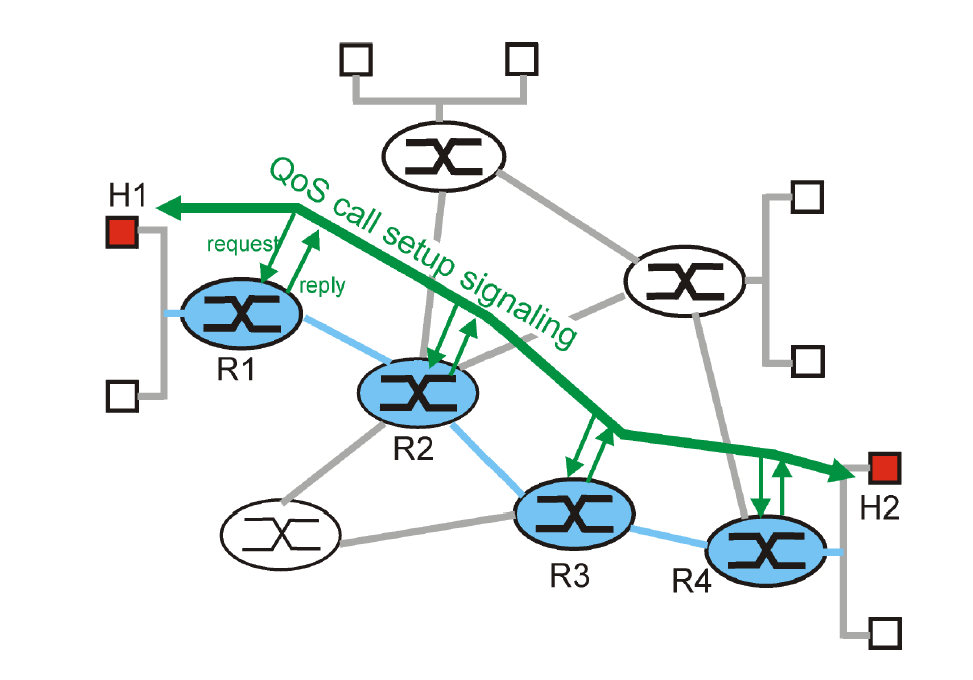 H1
QoS call setup signaling
request
reply
R1
R2
R3
R4
H2